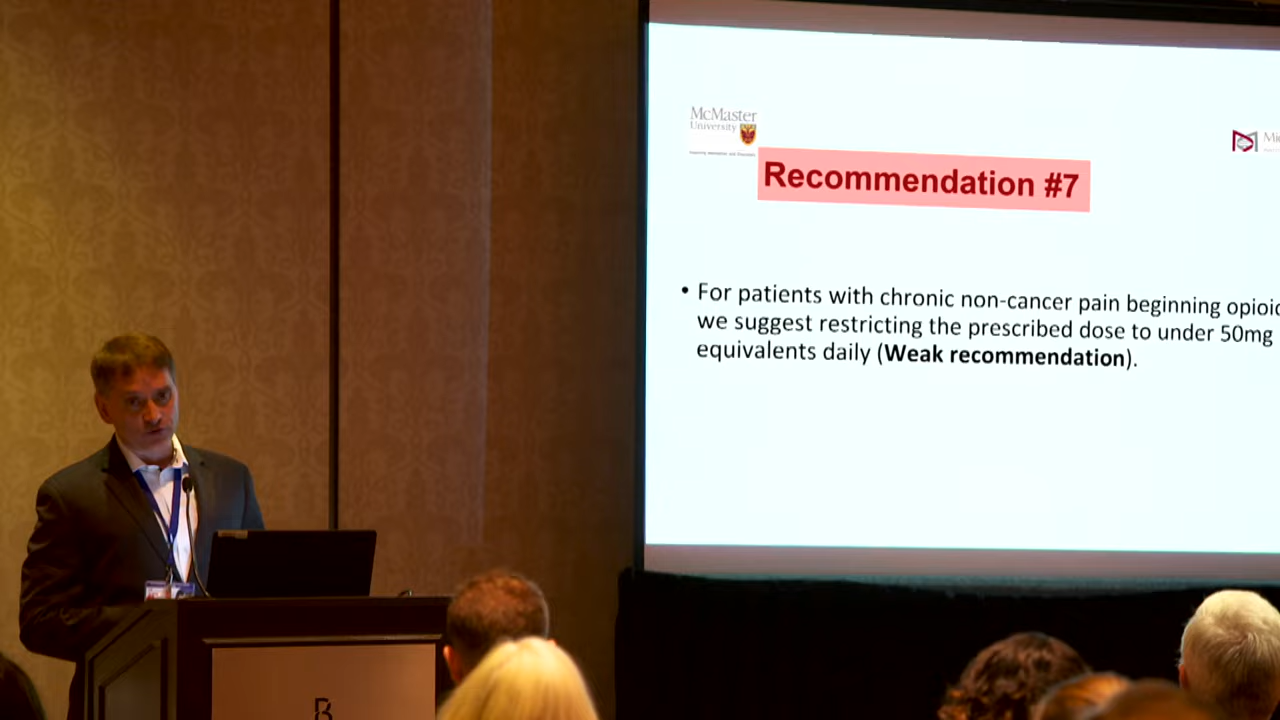 McMaster
University
Recommendation #7
• For patients with chronic non-cancer pain beginning
we suggest restricting the prescribed dose to under 50mg
equivalents daily (Weak recommendation).
B